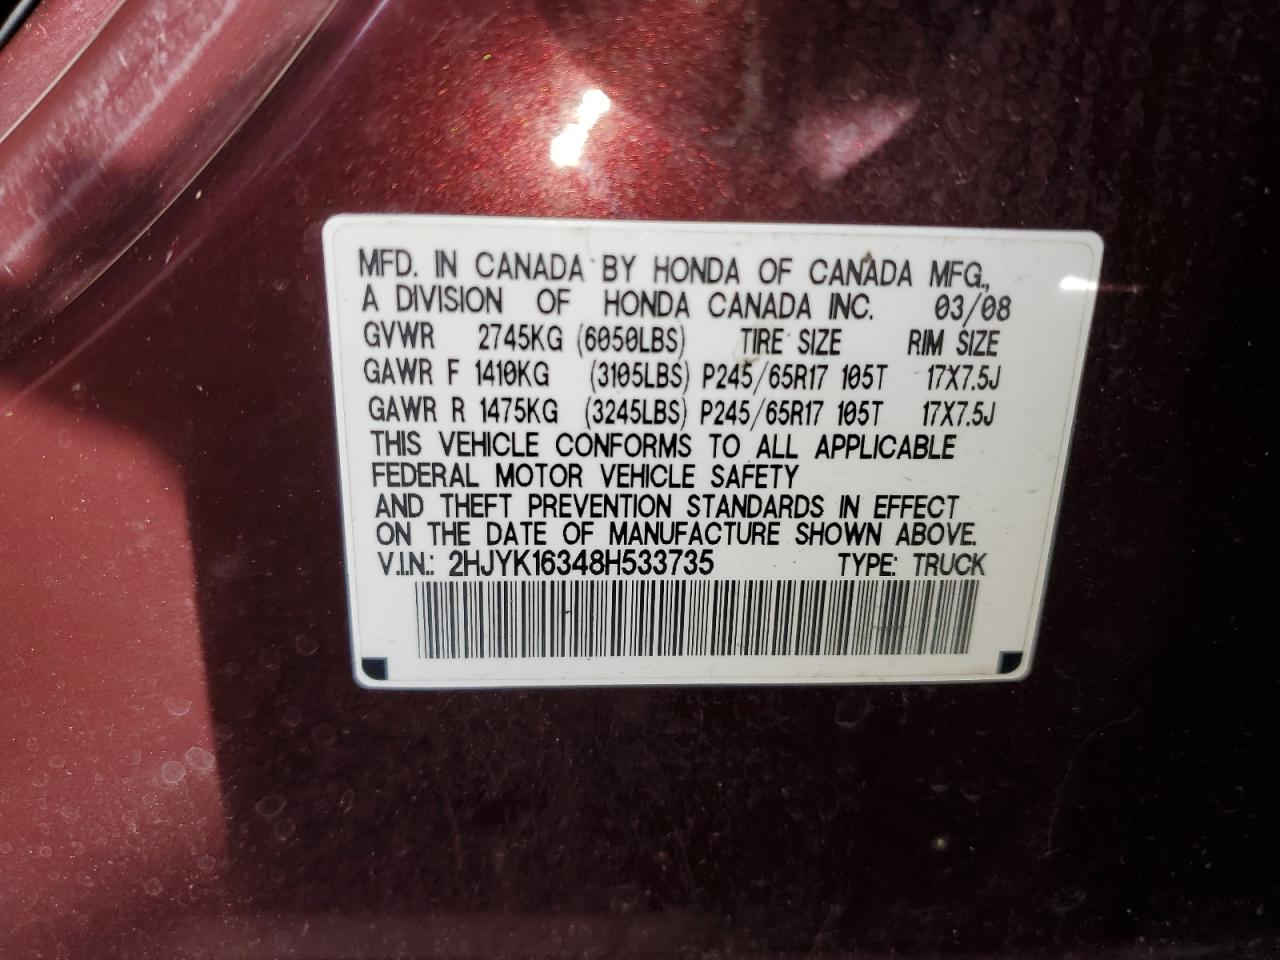 MFD. IN CANADA BY HONDA OF CANADA MFG.,
A DIVISION OF HONDA CANADA INC. 03/08
GVWR 2745KG (6050LBS) TIRE SIZE RIM SIZE
GAWR F 1410KG (3105LBS) P245/65R17 105T 17X7.5J
GAWR R 1475KG (3245LBS) P245/65R17 105T 17X7.5J
THIS VEHICLE CONFORMS TO ALL APPLICABLE
FEDERAL MOTOR VEHICLE SAFETY
AND THEFT PREVENTION STANDARDS IN EFFECT
ON THE DATE OF MANUFACTURE SHOWN ABOVE.
V.I.N.: 2HJYK16348H533735 TYPE: TRUCK